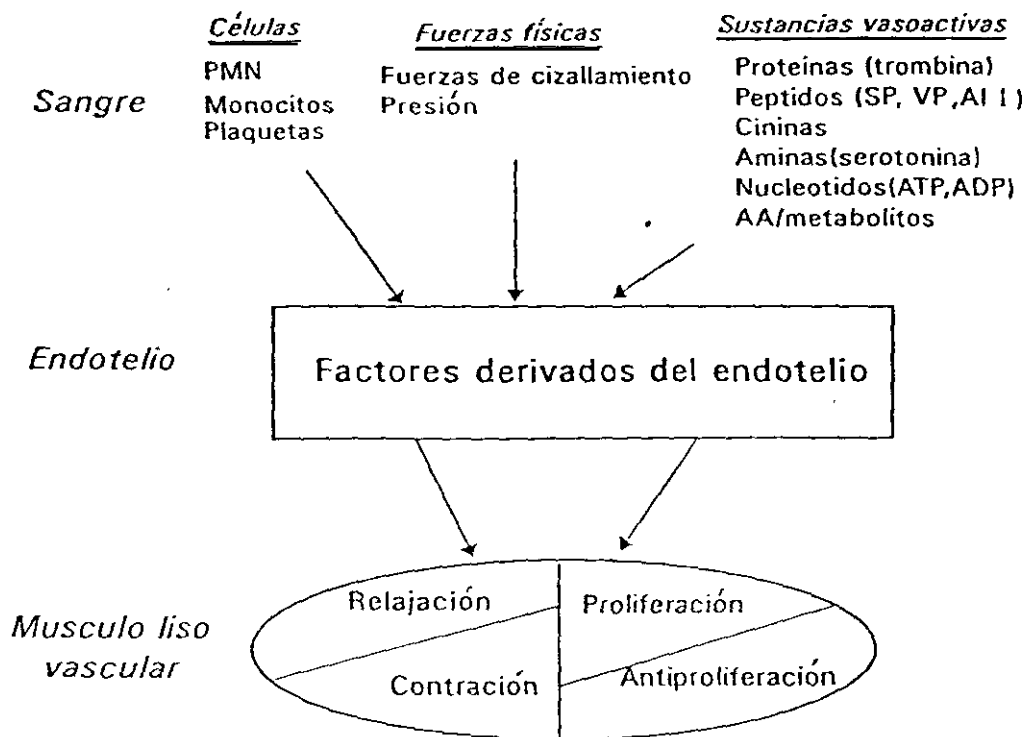 Células
PMN
Monocitos
Plaquetas
Fuerzas físicas
Fuerzas de cizallamiento
Presión
Sustancias vasoactivas
Proteínas (trombina)
Peptidos (SP, VP, AI I)
Cininas
Aminas(serotonina)
Nucleotidos(ATP,ADP)
AA/metabolitos
Sangre
Endotelio
Factores derivados del endotelio
Musculo liso
vascular
Relajación
Proliferación
Contración
Antiproliferación